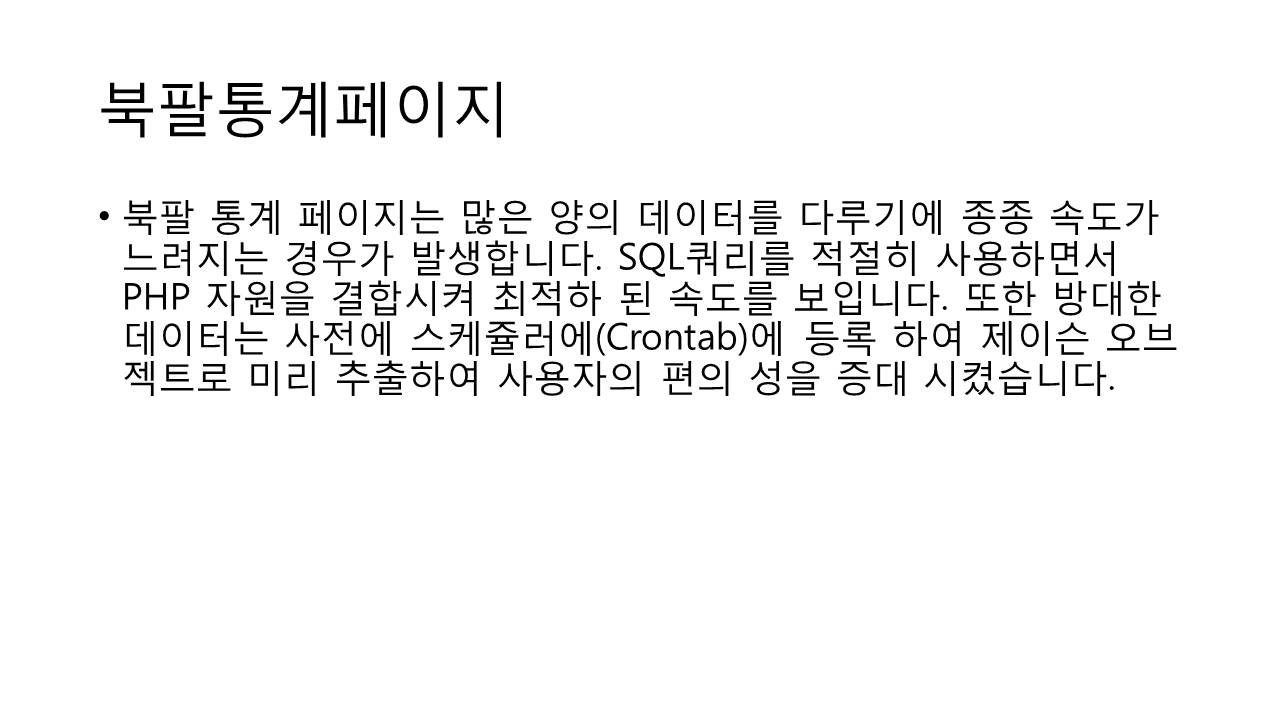 북팔통계페이지
• 북팔 통계 페이지는 많은 양의 데이터를 다루기에 종종 속도가
느려지는 경우가 발생합니다. SQL쿼리를 적절히 사용하면서
PHP 자원을 결합시켜 최적하 된 속도를 보입니다. 또한 방대한
데이터는 사전에 스케쥴러에(Crontab)에 등록 하여 제이슨 오브
젝트로 미리 추출하여 사용자의 편의 성을 증대 시켰습니다.